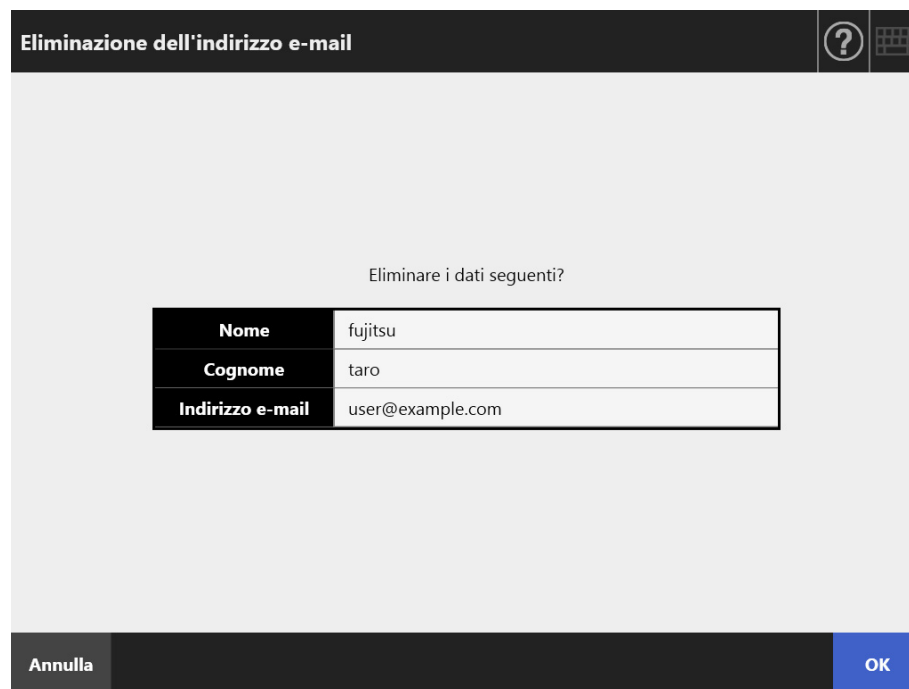 Eliminazione dell'indirizzo e-mail ?
Eliminare i dati seguenti?
Nome fujitsu
Cognome taro
Indirizzo e-mail user@example.com
Annulla OK